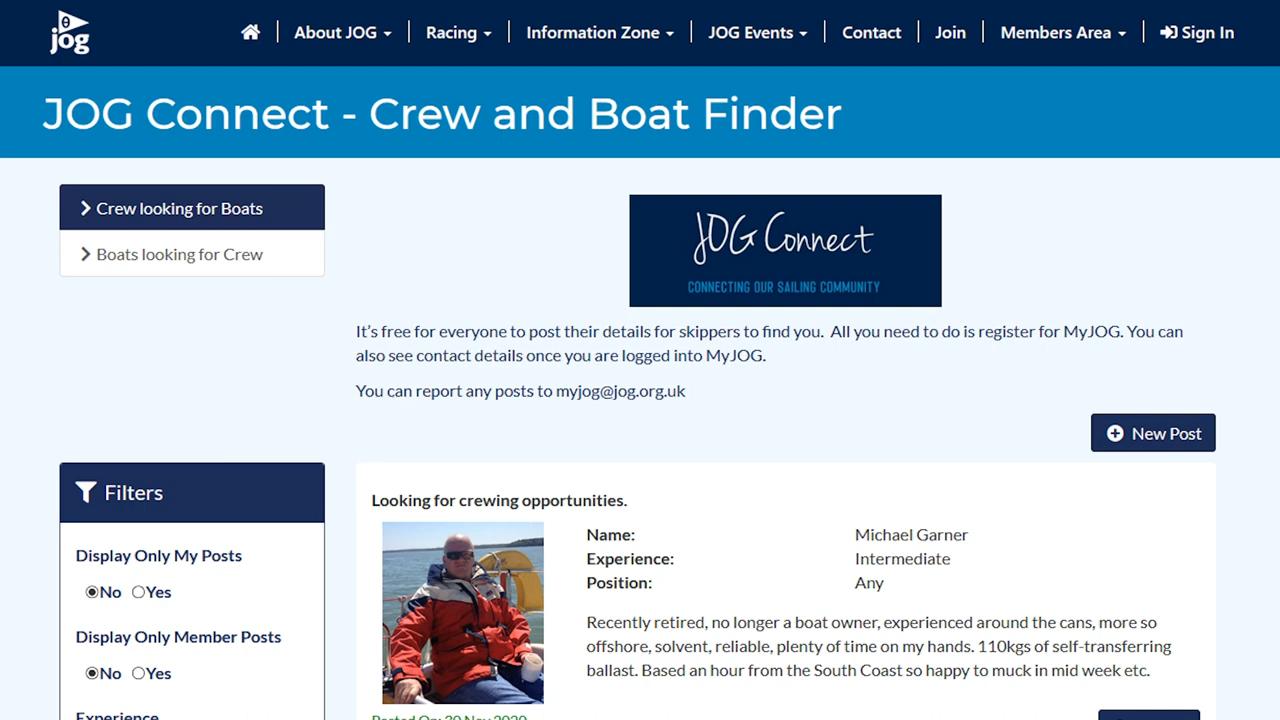 jog
About JOG
Racing
Information Zone
JOG Events
Contact
Join
Members Area
Sign In
JOG Connect - Crew and Boat Finder
Crew looking for Boats
Boats looking for Crew
JOG Connect
CONNECTING OUR SAILING COMMUNITY
It's free for everyone to post their details for skippers to find you.  All you need to do is register for MyJOG. You can
also see contact details once you are logged into MyJOG.
You can report any posts to myjog@jog.org.uk
New Post
Filters
Display Only My Posts
No Yes
Display Only Member Posts
No Yes
Experience
Looking for crewing opportunities.
Name: Michael Garner
Experience: Intermediate
Position: Any
Recently retired, no longer a boat owner, experienced around the cans, more so
offshore, solvent, reliable, plenty of time on my hands. 110kgs of self-transferring
ballast. Based an hour from the South Coast so happy to muck in mid week etc.
Posted On: 30 Nov 2020